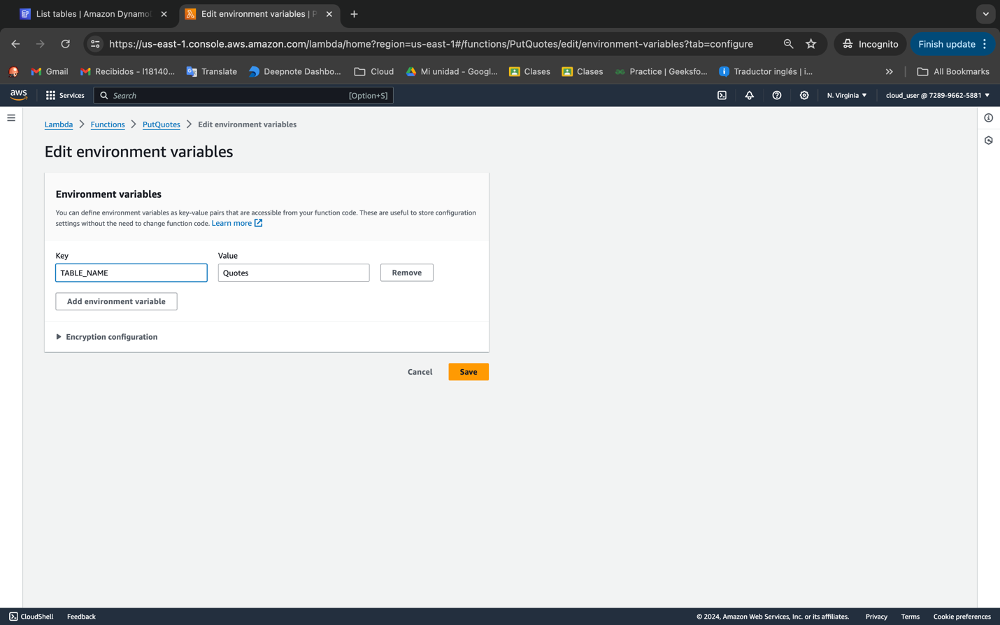 List tables | Amazon Dynamo
Edit environment variables | P
https://us-east-1.console.aws.amazon.com/lambda/home?region=us-east-1#/functions/PutQuotes/edit/environment-variables?tab=configure
Incognito
Finish update
Gmail
Recibidos - l18140...
Translate
Deepnote Dashbo...
Cloud
Mi unidad - Googl...
Clases
Clases
Practice | Geeksfo...
Traductor inglés | i...
All Bookmarks
aws
Services
Search
[Option+S]
N. Virginia
cloud_user @ 7289-9662-5881
Lambda > Functions > PutQuotes > Edit environment variables
Edit environment variables
Environment variables
You can define environment variables as key-value pairs that are accessible from your function code. These are useful to store configuration
settings without the need to change function code. Learn more
Key
Value
TABLE_NAME
Quotes
Remove
Add environment variable
Encryption configuration
Cancel
Save
CloudShell
Feedback
© 2024, Amazon Web Services, Inc. or its affiliates.
Privacy
Terms
Cookie preferences